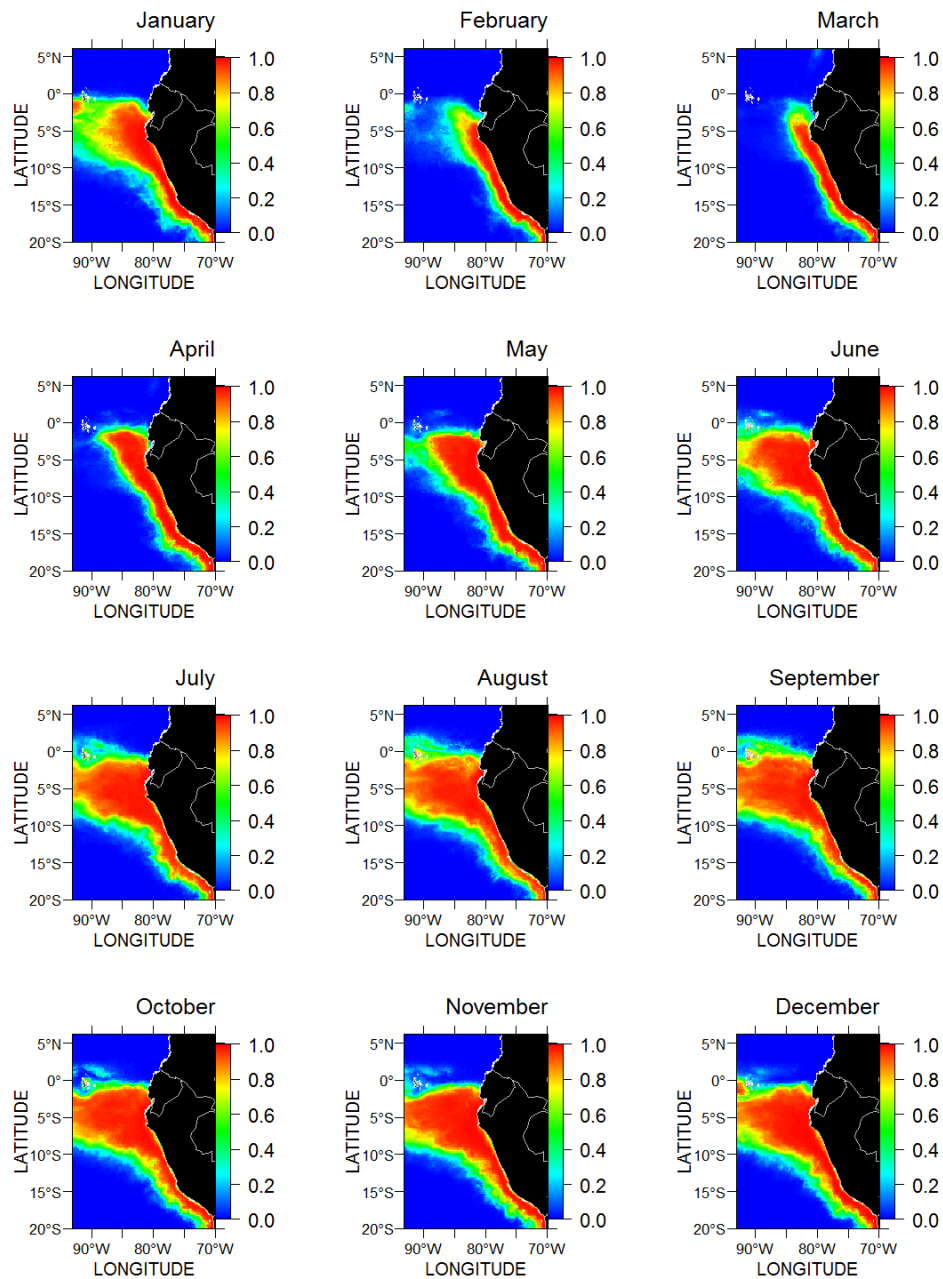 January
5°N
0°
5°S
10°S
15°S
20°S
LATITUDE
90°W 80°W 70°W
LONGITUDE
1.0
0.8
0.6
0.4
0.2
0.0
February
5°N
0°
5°S
10°S
15°S
20°S
LATITUDE
90°W 80°W 70°W
LONGITUDE
1.0
0.8
0.6
0.4
0.2
0.0
March
5°N
0°
5°S
10°S
15°S
20°S
LATITUDE
90°W 80°W 70°W
LONGITUDE
1.0
0.8
0.6
0.4
0.2
0.0
April
5°N
0°
5°S
10°S
15°S
20°S
LATITUDE
90°W 80°W 70°W
LONGITUDE
1.0
0.8
0.6
0.4
0.2
0.0
May
5°N
0°
5°S
10°S
15°S
20°S
LATITUDE
90°W 80°W 70°W
LONGITUDE
1.0
0.8
0.6
0.4
0.2
0.0
June
5°N
0°
5°S
10°S
15°S
20°S
LATITUDE
90°W 80°W 70°W
LONGITUDE
1.0
0.8
0.6
0.4
0.2
0.0
July
5°N
0°
5°S
10°S
15°S
20°S
LATITUDE
90°W 80°W 70°W
LONGITUDE
1.0
0.8
0.6
0.4
0.2
0.0
August
5°N
0°
5°S
10°S
15°S
20°S
LATITUDE
90°W 80°W 70°W
LONGITUDE
1.0
0.8
0.6
0.4
0.2
0.0
September
5°N
0°
5°S
10°S
15°S
20°S
LATITUDE
90°W 80°W 70°W
LONGITUDE
1.0
0.8
0.6
0.4
0.2
0.0
October
5°N
0°
5°S
10°S
15°S
20°S
LATITUDE
90°W 80°W 70°W
LONGITUDE
1.0
0.8
0.6
0.4
0.2
0.0
November
5°N
0°
5°S
10°S
15°S
20°S
LATITUDE
90°W 80°W 70°W
LONGITUDE
1.0
0.8
0.6
0.4
0.2
0.0
December
5°N
0°
5°S
10°S
15°S
20°S
LATITUDE
90°W 80°W 70°W
LONGITUDE
1.0
0.8
0.6
0.4
0.2
0.0